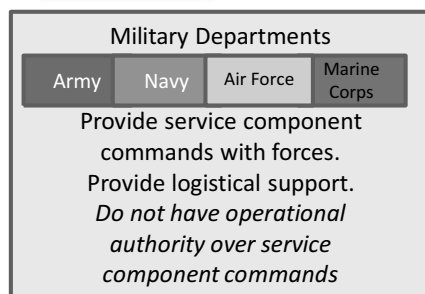 Military Departments
Army Navy Air Force Marine Corps
Provide service component
commands with forces.
Provide logistical support.
Do not have operational
authority over service
component commands